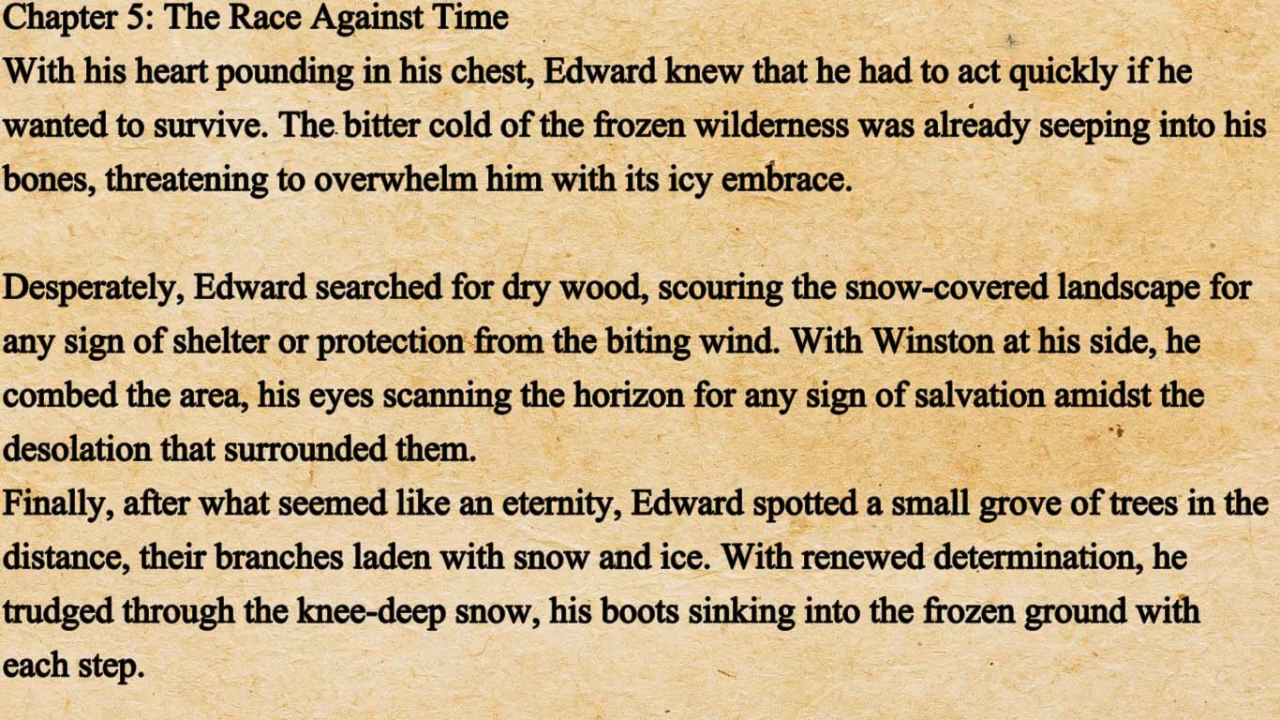 Chapter 5: The Race Against Time
With his heart pounding in his chest, Edward knew that he had to act quickly if he
wanted to survive. The bitter cold of the frozen wilderness was already seeping into his
bones, threatening to overwhelm him with its icy embrace.
Desperately, Edward searched for dry wood, scouring the snow-covered landscape for
any sign of shelter or protection from the biting wind. With Winston at his side, he
combed the area, his eyes scanning the horizon for any sign of salvation amidst the
desolation that surrounded them.
Finally, after what seemed like an eternity, Edward spotted a small grove of trees in the
distance, their branches laden with snow and ice. With renewed determination, he
trudged through the knee-deep snow, his boots sinking into the frozen ground with
each step.